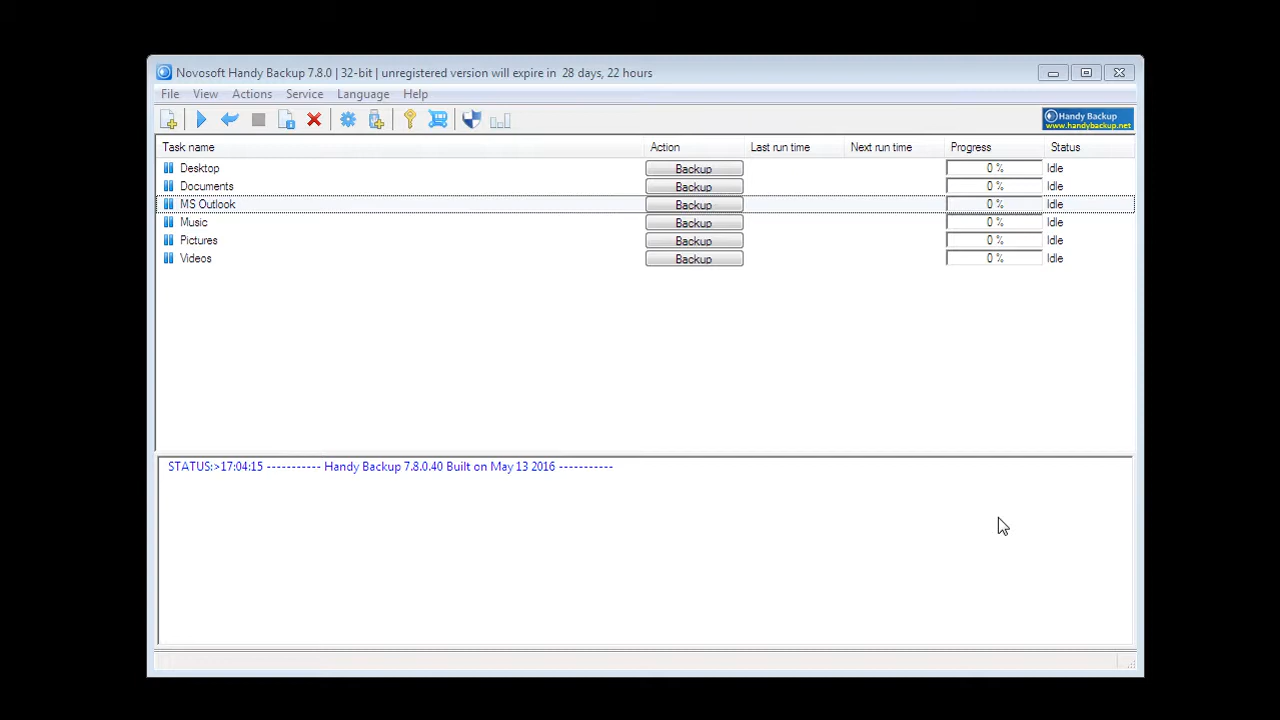 Novosoft Handy Backup 7.8.0 | 32-bit | unregistered version will expire in 28 days, 22 hours
File View Actions Service Language Help
Handy Backup
www.handybackup.net
Task name Action Last run time Next run time Progress Status
Desktop Backup 0 % Idle
Documents Backup 0 % Idle
MS Outlook Backup 0 % Idle
Music Backup 0 % Idle
Pictures Backup 0 % Idle
Videos Backup 0 % Idle
STATUS:>17:04:15 ----------- Handy Backup 7.8.0.40 Built on May 13 2016 -----------